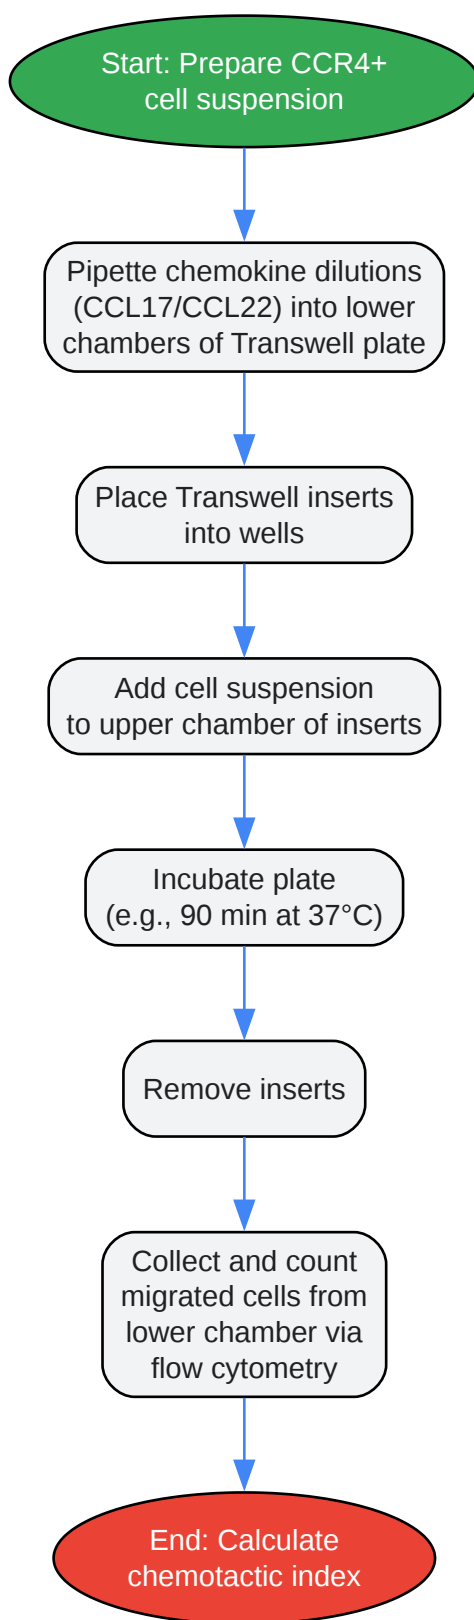 Start: Prepare CCR4+
cell suspension
Pipette chemokine dilutions
(CCL17/CCL22) into lower
chambers of Transwell plate
Place Transwell inserts
into wells
Add cell suspension
to upper chamber of inserts
Incubate plate
(e.g., 90 min at 37°C)
Remove inserts
Collect and count
migrated cells from
lower chamber via
flow cytometry
End: Calculate
chemotactic index